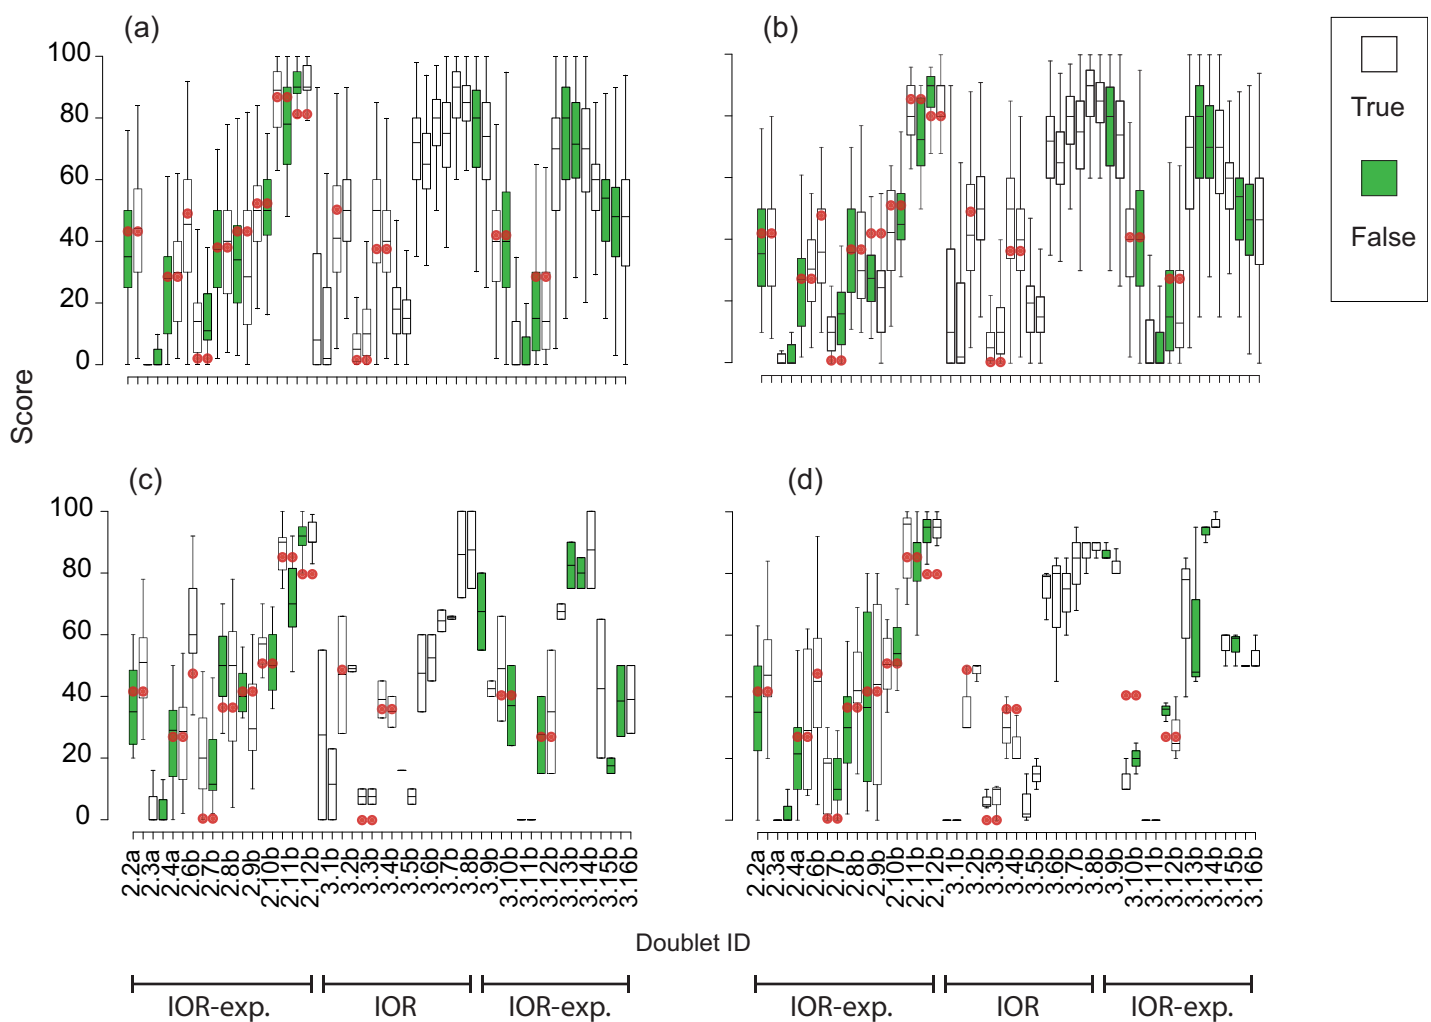 (a)
(b)
100
80
60
40
20
0
True
False
Score
(c)
(d)
100
80
60
40
20
0
2.2a
2.3a
2.4a
2.6b
2.7b
2.8b
2.9b
2.10b
2.11b
2.12b
3.1b
3.2b
3.3b
3.4b
3.5b
3.6b
3.7b
3.8b
3.9b
3.10b
3.11b
3.12b
3.13b
3.14b
3.15b
3.16b
2.2a
2.3a
2.4a
2.6b
2.7b
2.8b
2.9b
2.10b
2.11b
2.12b
3.1b
3.2b
3.3b
3.4b
3.5b
3.6b
3.7b
3.8b
3.9b
3.10b
3.11b
3.12b
3.13b
3.14b
3.15b
3.16b
Doublet ID
IOR-exp.
IOR
IOR-exp.
IOR-exp.
IOR
IOR-exp.